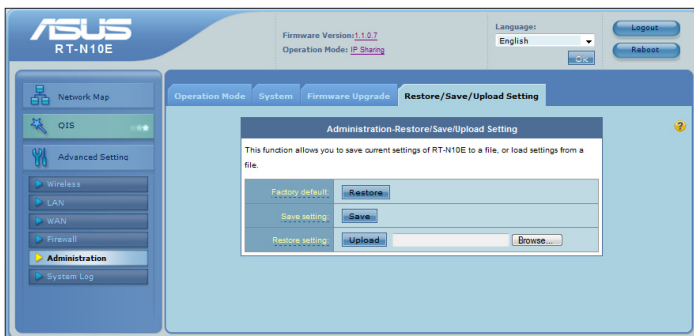 ASUS
RT-N10E
Firmware Version:1.1.0.7
Operation Mode: IP Sharing
Language:
English
OK
Logout
Reboot
Network Map
QIS
Advanced Setting
Wireless
LAN
WAN
Firewall
Administration
System Log
Operation Mode System Firmware Upgrade Restore/Save/Upload Setting
Administration-Restore/Save/Upload Setting
This function allows you to save current settings of RT-N10E to a file, or load settings from a
file.
Factory default: Restore
Save setting: Save
Restore setting: Upload Browse...